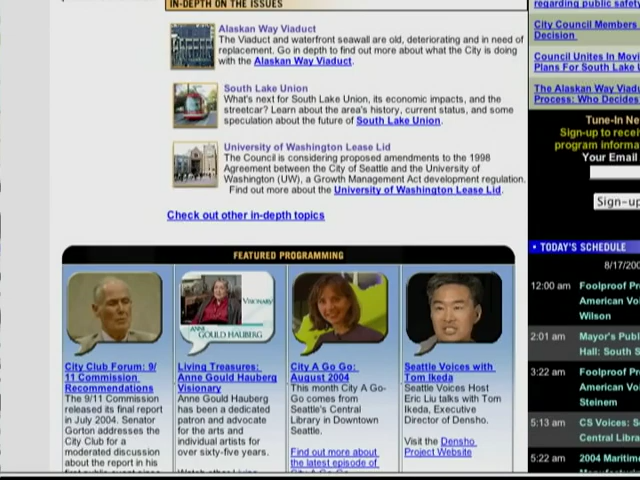 IN-DEPTH ON THE ISSUES
Alaskan Way Viaduct
The Viaduct and waterfront seawall are old, deteriorating and in need of
replacement. Go in depth to find out more about what the City is doing
with the Alaskan Way Viaduct.
South Lake Union
What's next for South Lake Union, its economic impacts, and the
streetcar? Learn about the area's history, current status, and some
speculation about the future of South Lake Union.
University of Washington Lease Lid
The Council is considering proposed amendments to the 1998
Agreement between the City of Seattle and the University of
Washington (UW), a Growth Management Act development regulation.
Find out more about the University of Washington Lease Lid.
Check out other in-depth topics
FEATURED PROGRAMMING
VISIONARY
ANNE
GOULD HAUBERG
City Club Forum: 9/
11 Commission
Recommendations
The 9/11 Commission
released its final report
in July 2004. Senator
Gorton addresses the
City Club for a
moderated discussion
about the report in his
Living Treasures:
Anne Gould Hauberg
Visionary
Anne Gould Hauberg
has been a dedicated
patron and advocate
for the arts and
individual artists for
over sixty-five years.
City A Go Go:
August 2004
This month City A Go-
Go comes from
Seattle's Central
Library in Downtown
Seattle.
Find out more about
the latest episode of
City A Go Go
Seattle Voices with
Tom Ikeda
Seattle Voices Host
Eric Liu talks with Tom
Ikeda, Executive
Director of Densho.
Visit the Densho
Project Website
regarding public safety
City Council Members
Decision
Council Unites In Movi
Plans For South Lake U
The Alaskan Way Viadu
Process: Who Decides
Tune-In Ne
Sign-up to recei
program informa
Your Email
Sign-up
TODAY'S SCHEDULE
8/17/200
12:00 am Foolproof Pr
American Vo
Wilson
2:01 am Mayor's Publ
Hall: South S
3:22 am Foolproof Pr
American Vo
Steinem
5:13 am CS Voices: S
Central Libra
5:22 am 2004 Maritim